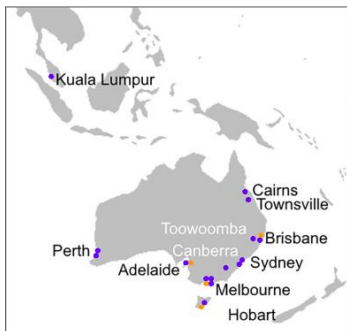 Kuala Lumpur
Cairns
Townsville
Toowoomba
Brisbane
Canberra
Perth
Adelaide
Sydney
Melbourne
Hobart